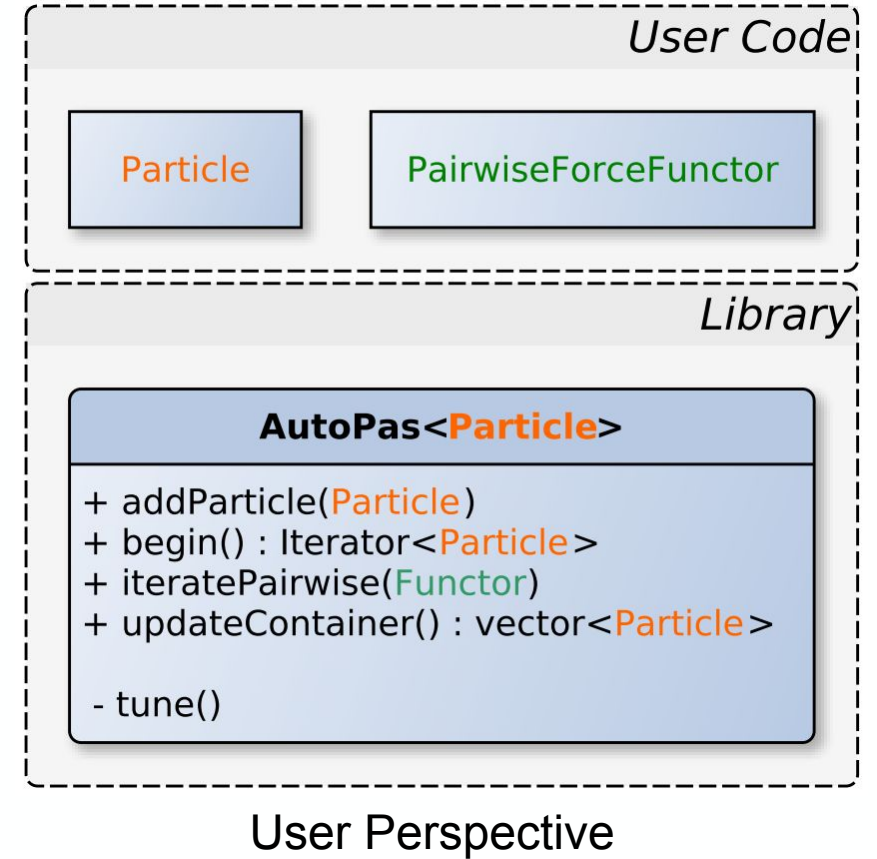 User Code
Particle
PairwiseForceFunctor
Library
AutoPas<Particle>
+ addParticle(Particle)
+ begin() : Iterator<Particle>
+ iteratePairwise(Functor)
+ updateContainer() : vector<Particle>
- tune()
User Perspective